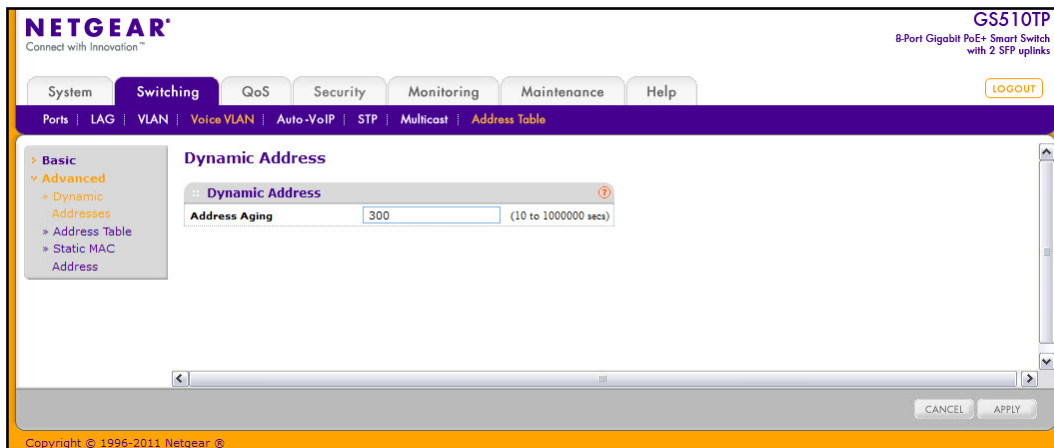 NETGEAR®
Connect with Innovation™
GS510TP
8-Port Gigabit PoE+ Smart Switch
with 2 SFP uplinks
System Switching QoS Security Monitoring Maintenance Help LOGOUT
Ports LAG VLAN Voice VLAN Auto-VoIP STP Multicast Address Table
Basic
Advanced
» Dynamic
Addresses
» Address Table
» Static MAC
Address
Dynamic Address
Dynamic Address ?
Address Aging 300 (10 to 1000000 secs)
CANCEL APPLY
Copyright © 1996-2011 Netgear ®